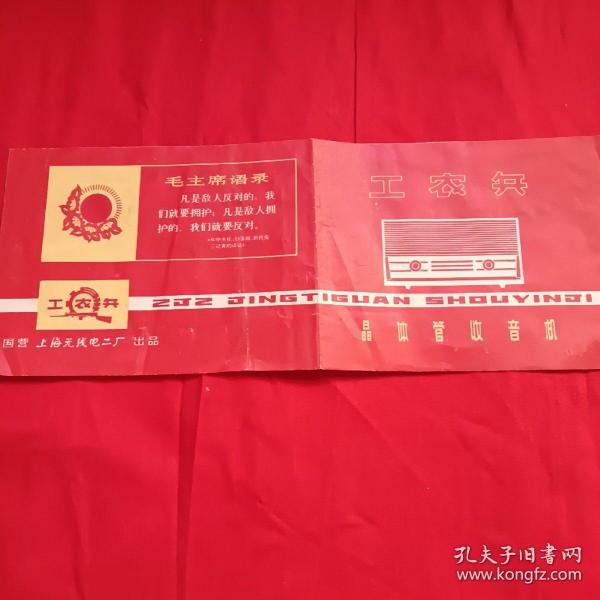 毛主席语录
凡是敌人反对的，我
们就要拥护；凡是敌人拥
护的，我们就要反对。
工农兵
国营 上海无线电二厂 出品
工农兵
2J2 JINGTIGUAN SHOUYINJI
晶体管收音机
孔夫子旧书网
www.kongfz.com